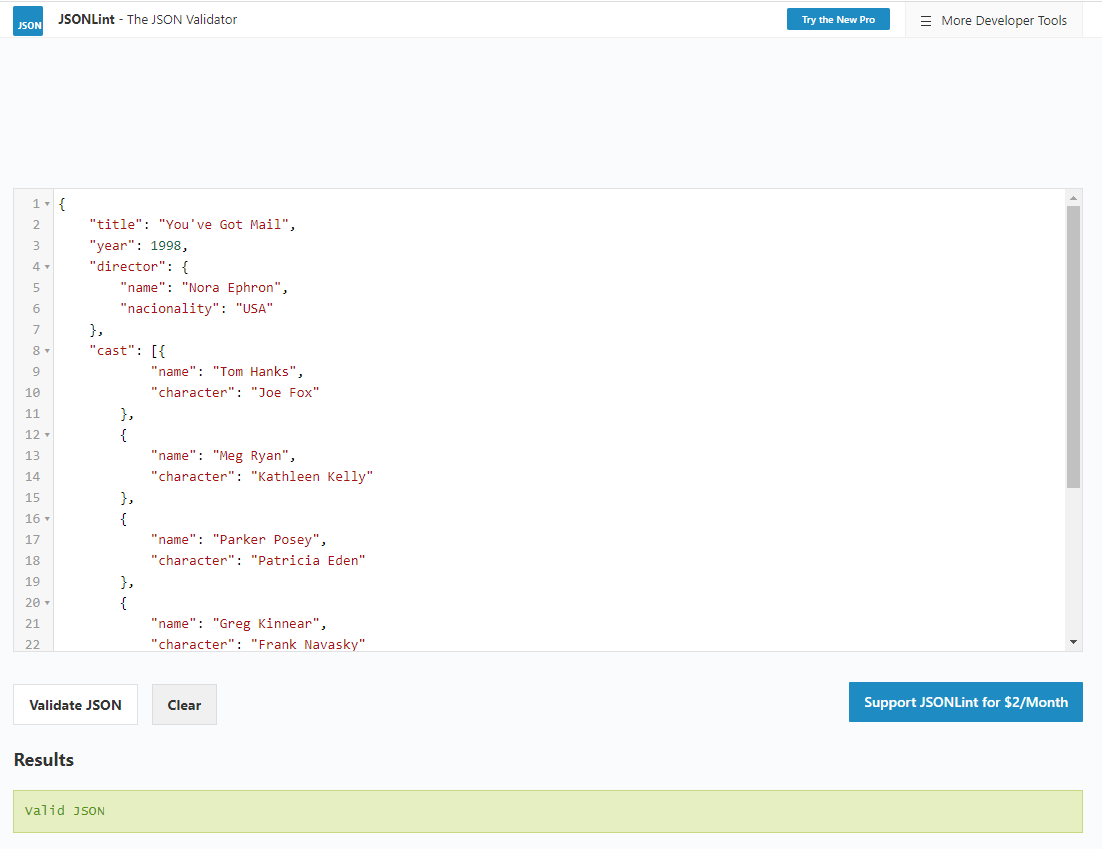 JSON
JSONLint - The JSON Validator
Try the New Pro
☰ More Developer Tools
1 {
2     "title": "You've Got Mail",
3     "year": 1998,
4     "director": {
5         "name": "Nora Ephron",
6         "nacionality": "USA"
7     },
8     "cast": [{
9             "name": "Tom Hanks",
10             "character": "Joe Fox"
11         },
12         {
13             "name": "Meg Ryan",
14             "character": "Kathleen Kelly"
15         },
16         {
17             "name": "Parker Posey",
18             "character": "Patricia Eden"
19         },
20         {
21             "name": "Greg Kinnear",
22             "character": "Frank Navasky"
Validate JSON
Clear
Support JSONLint for $2/Month
Results
Valid JSON